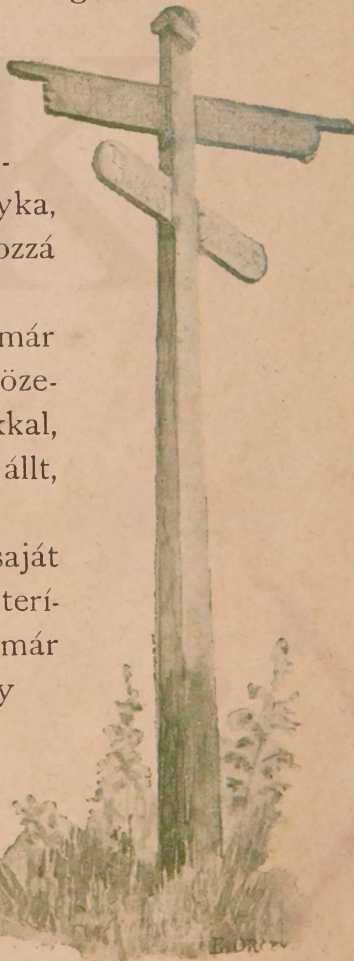 -
yka,
ozzá
már
öze-
kkal,
állt,
saját
terí-
már
y